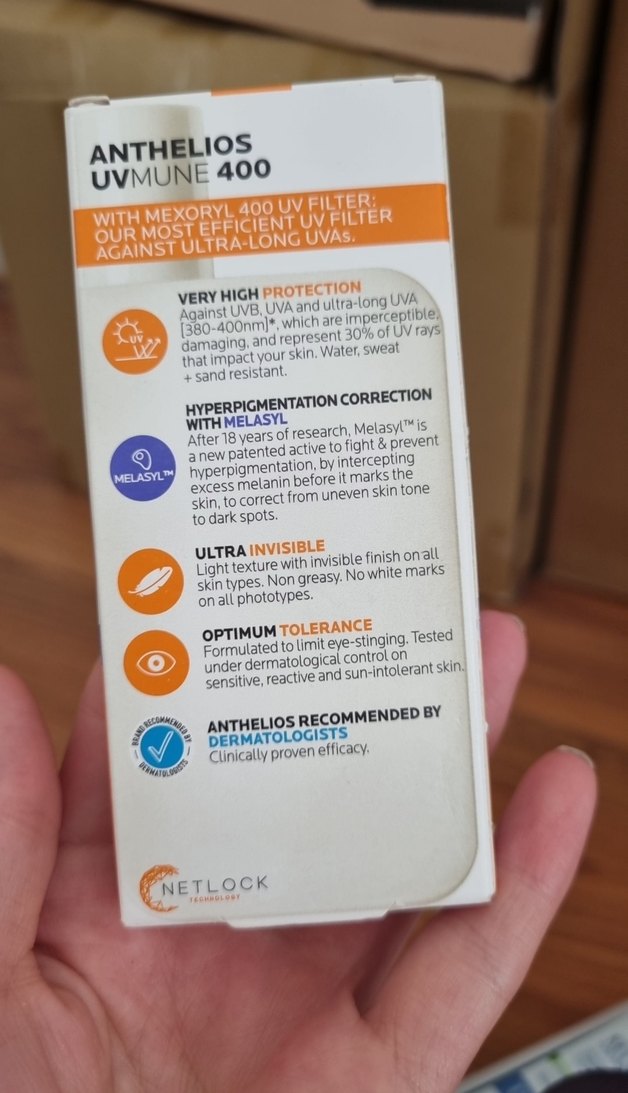 ANTHELIOS
UVMUNE 400
WITH MEXORYL 400 UV FILTER:
OUR MOST EFFICIENT UV FILTER
AGAINST ULTRA-LONG UVAs.
UV
VERY HIGH PROTECTION
Against UVB, UVA and ultra-long UVA
[380-400nm]*, which are imperceptible,
damaging, and represent 30% of UV rays
that impact your skin. Water, sweat
+ sand resistant.
MELASYL™
HYPERPIGMENTATION CORRECTION
WITH MELASYL
After 18 years of research, Melasyl™ is
a new patented active to fight & prevent
hyperpigmentation, by intercepting
excess melanin before it marks the
skin, to correct from uneven skin tone
to dark spots.
ULTRA INVISIBLE
Light texture with invisible finish on all
skin types. Non greasy. No white marks
on all phototypes.
OPTIMUM TOLERANCE
Formulated to limit eye-stinging. Tested
under dermatological control on
sensitive, reactive and sun-intolerant skin.
BRAND RECOMMENDED BY
DERMATOLOGISTS
ANTHELIOS RECOMMENDED BY
DERMATOLOGISTS
Clinically proven efficacy.
NETLOCK
TECHNOLOGY